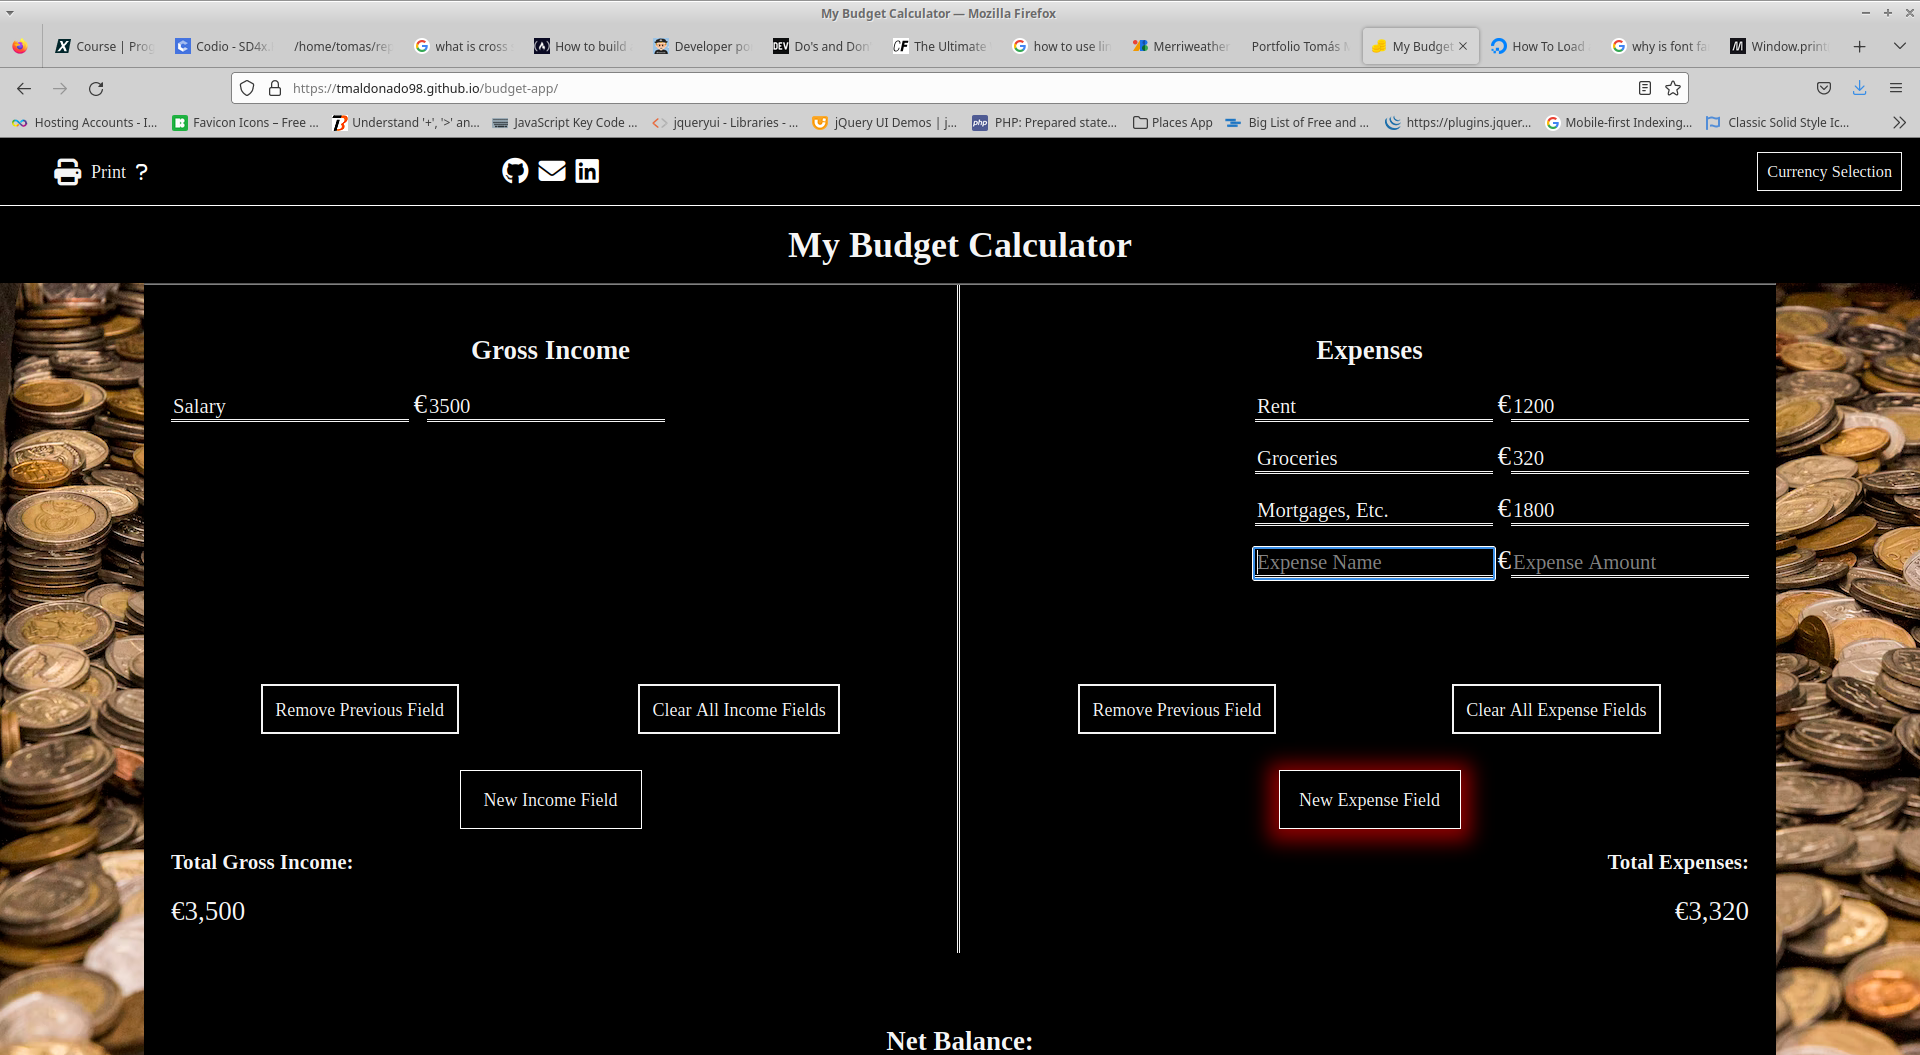 My Budget Calculator — Mozilla Firefox
Course | Prog
Codio - SD4x.
/home/tomas/rep
what is cross
How to build
Developer po
Do's and Don
The Ultimate
how to use lin
Merriweather
Portfolio Tomás M
My Budget
How To Load
why is font fa
Window.print
https://tmaldonado98.github.io/budget-app/
Hosting Accounts - I...
Favicon Icons – Free ...
Understand '+', '>' an...
JavaScript Key Code ...
jqueryui - Libraries - ...
jQuery UI Demos | j...
PHP: Prepared state...
Places App
Big List of Free and ...
https://plugins.jquer...
Mobile-first Indexing...
Classic Solid Style Ic...
Print ?
Currency Selection
My Budget Calculator
Gross Income
Salary €3500
Remove Previous Field
Clear All Income Fields
New Income Field
Total Gross Income:
€3,500
Expenses
Rent €1200
Groceries €320
Mortgages, Etc. €1800
Expense Name €Expense Amount
Remove Previous Field
Clear All Expense Fields
New Expense Field
Total Expenses:
€3,320
Net Balance: